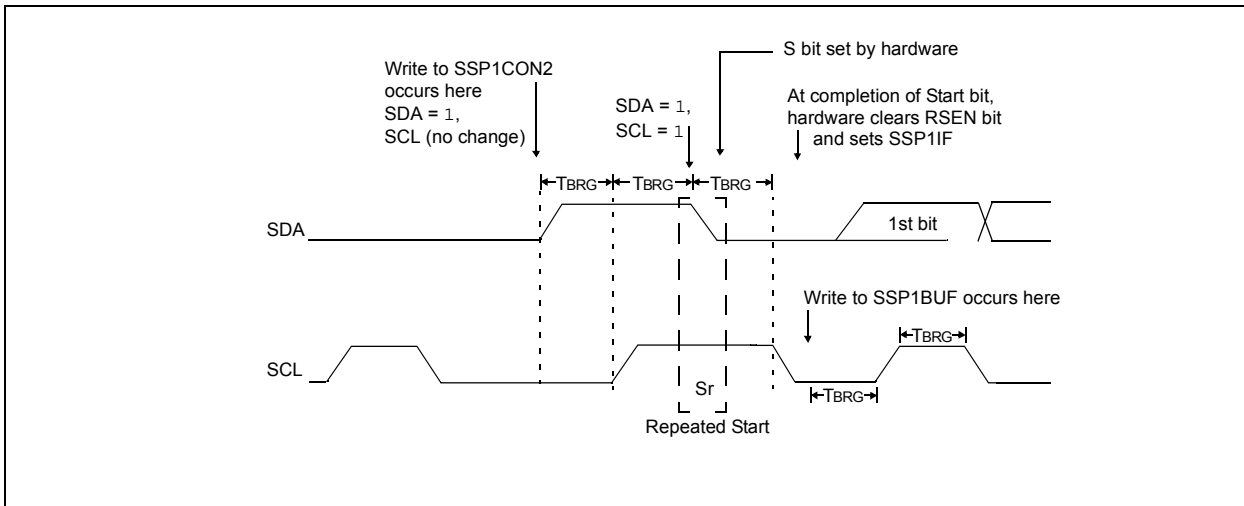 S bit set by hardware
Write to SSP1CON2
occurs here
SDA = 1,
SCL (no change)
SDA = 1,
SCL = 1
At completion of Start bit,
hardware clears RSEN bit
and sets SSP1IF
TBRG TBRG TBRG
SDA
1st bit
Write to SSP1BUF occurs here
TBRG
SCL
Sr
TBRG
Repeated Start